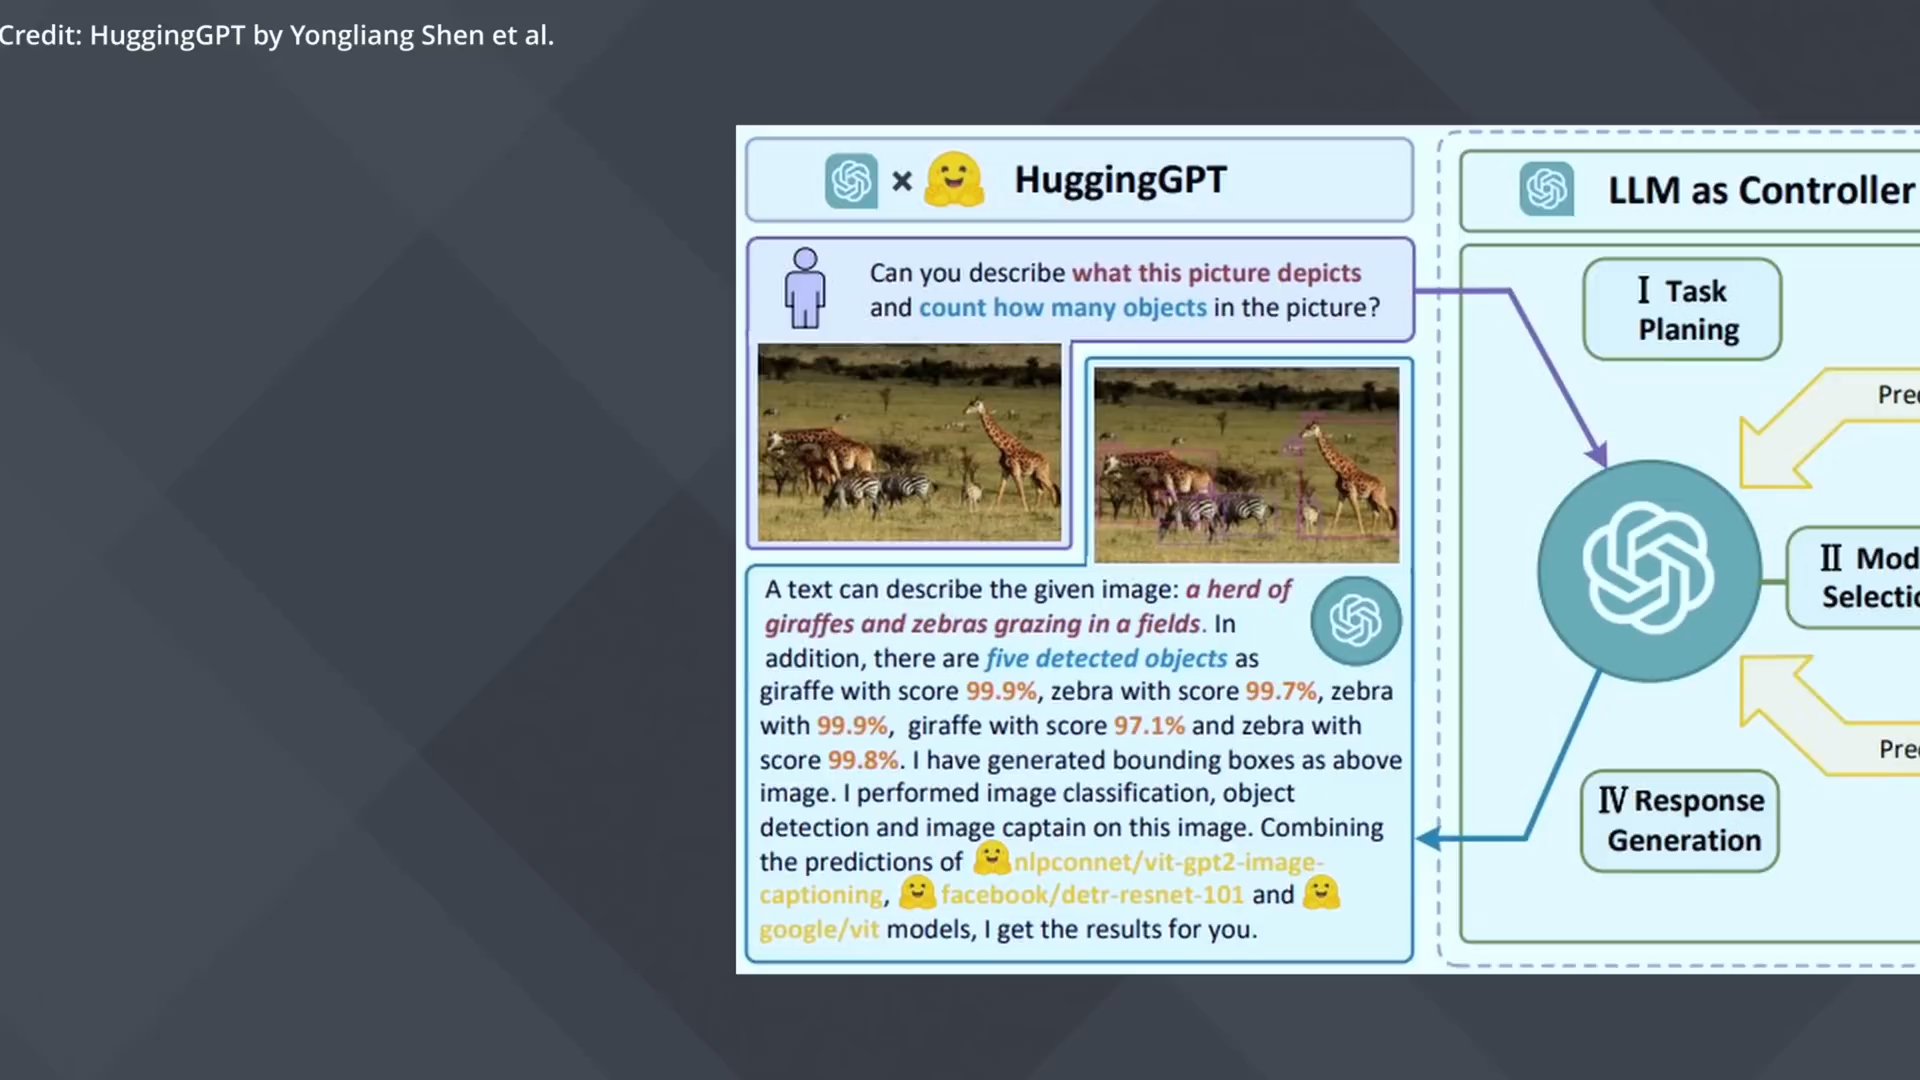 Credit: HuggingGPT by Yongliang Shen et al.
HuggingGPT
Can you describe what this picture depicts
and count how many objects in the picture?
A text can describe the given image: a herd of
giraffes and zebras grazing in a fields. In
addition, there are five detected objects as
giraffe with score 99.9%, zebra with score 99.7%, zebra
with 99.9%, giraffe with score 97.1% and zebra with
score 99.8%. I have generated bounding boxes as above
image. I performed image classification, object
detection and image captain on this image. Combining
the predictions of nlpconnet/vit-gpt2-image-
captioning, facebook/detr-resnet-101 and
google/vit models, I get the results for you.
LLM as Controller
I Task
Planing
Pred
II Mod
Selectio
Pred
IV Response
Generation